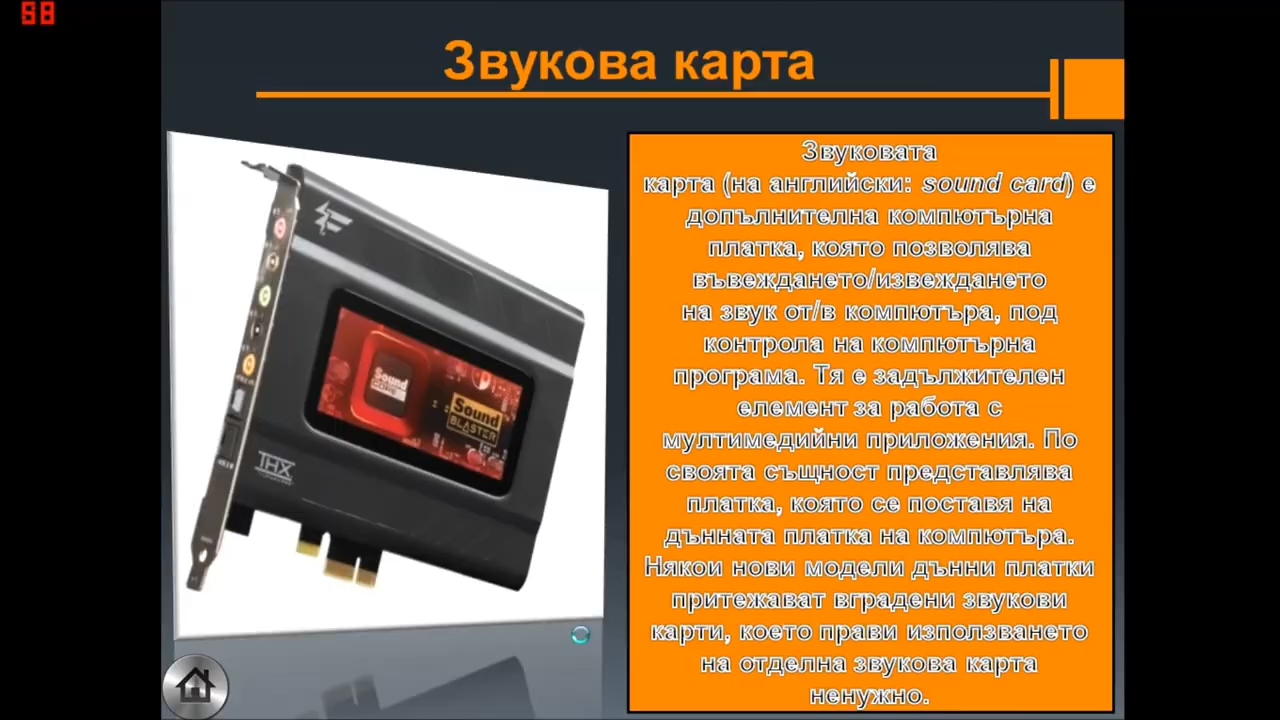 68
Звукова карта
Звуковата
карта (на английски: sound card) е
допълнителна компютърна
платка, която позволява
въвеждането/извеждането
на звук от/в компютъра, под
контрола на компютърна
програма. Тя е задължителен
елемент за работа с
мултимедийни приложения. По
своята същност представлява
платка, която се поставя на
дънната платка на компютъра.
Някои нови модели дънни платки
притежават вградени звукови
карти, което прави използването
на отделна звукова карта
ненужно.
Sound
CORE
Sound
BLASTER
THX